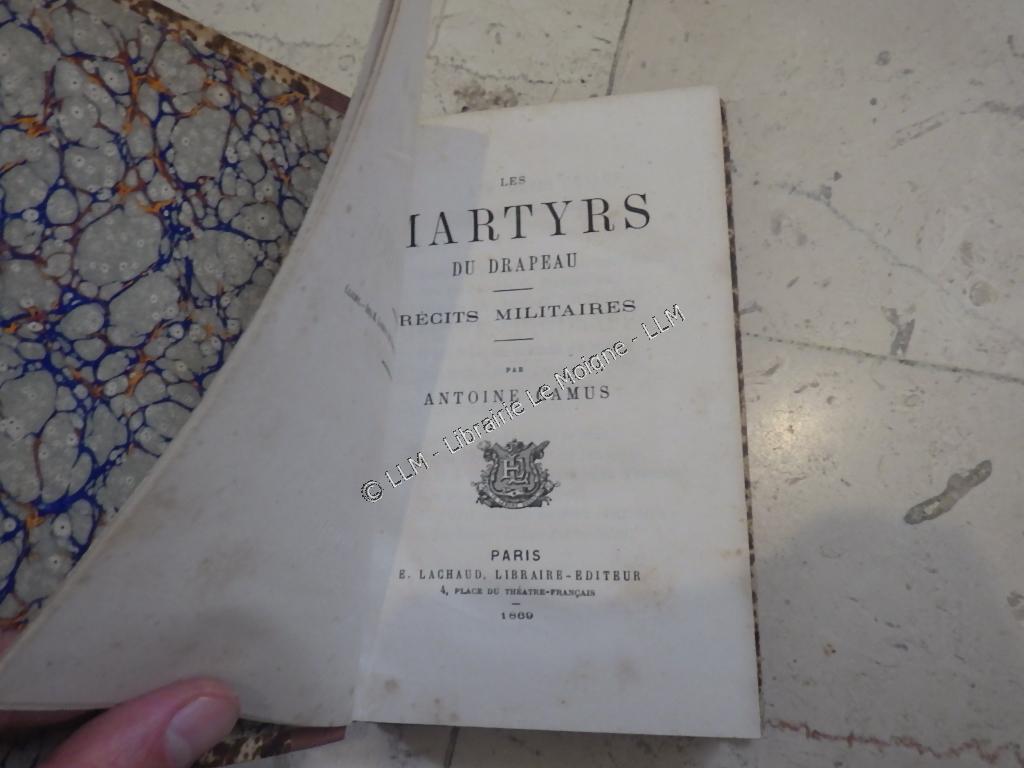 LES
MARTYRS
DU DRAPEAU
RÉCITS MILITAIRES
PAR
ANTOINE CAMUS
© LLM - Librairie Le Moigne - LLM
PARIS
E. LACHAUD, LIBRAIRE-EDITEUR
4, PLACE DU THÉATRE-FRANÇAIS
1869